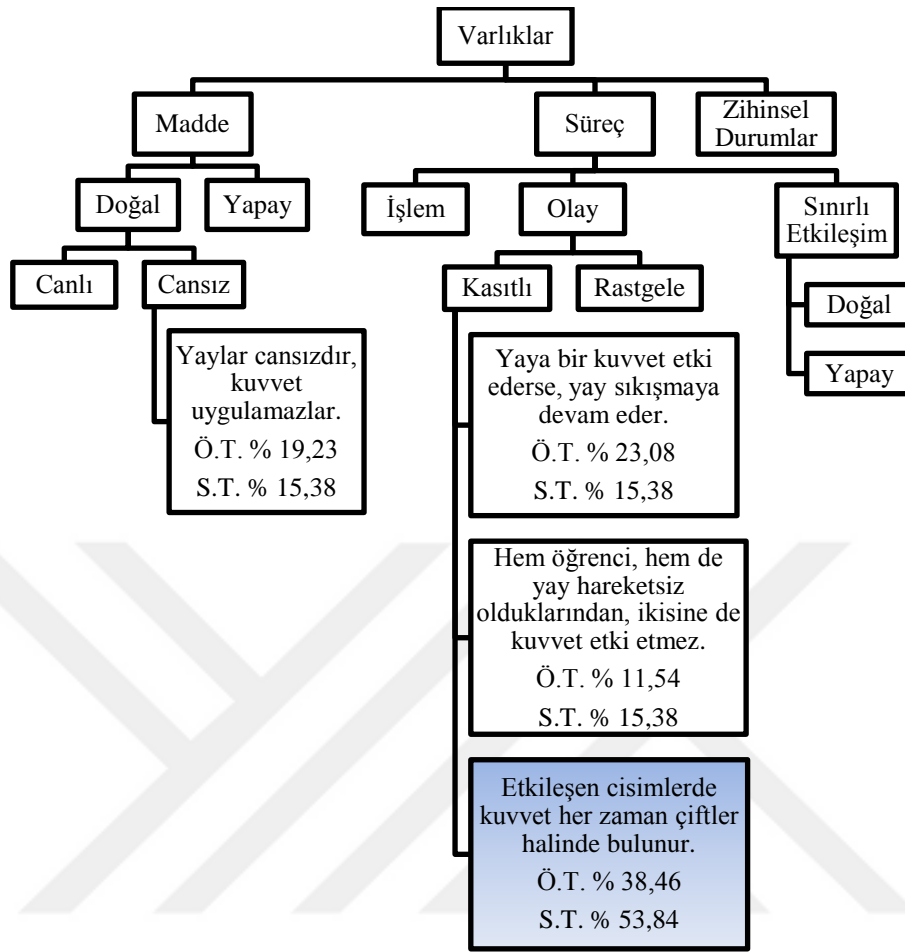 Varlıklar
Madde
Süreç
Zihinsel
Durumlar
Doğal
Yapay
İşlem
Olay
Sınırlı
Etkileşim
Canlı
Cansız
Kasıtlı
Rastgele
Doğal
Yapay
Yaylar cansızdır,
kuvvet
uygulamazlar.
Ö.T. % 19,23
S.T. % 15,38
Yaya bir kuvvet etki
ederse, yay sıkışmaya
devam eder.
Ö.T. % 23,08
S.T. % 15,38
Hem öğrenci, hem de
yay hareketsiz
olduklarından, ikisine de
kuvvet etki etmez.
Ö.T. % 11,54
S.T. % 15,38
Etkileşen cisimlerde
kuvvet her zaman çiftler
halinde bulunur.
Ö.T. % 38,46
S.T. % 53,84